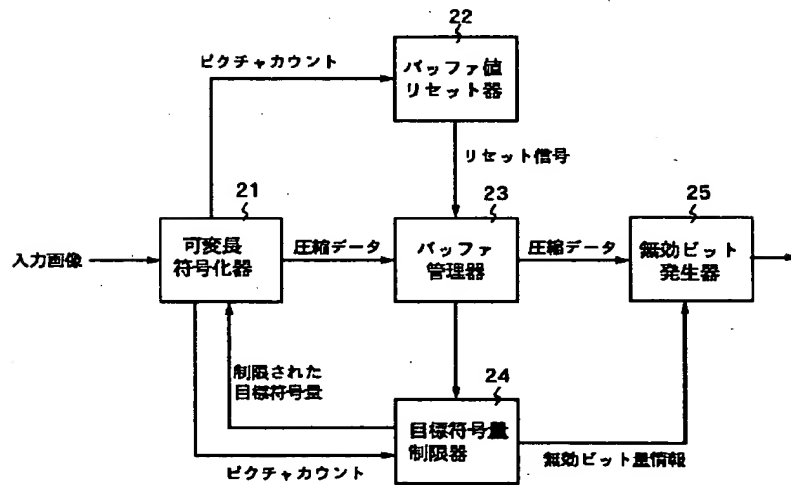 22
ピクチャカウント
バッファ値
リセット器
リセット信号
21
23
25
入力画像
可変長
符号化器
圧縮データ
バッファ
管理器
圧縮データ
無効ビット
発生器
制限された
目標符号量
24
目標符号量
制限器
無効ビット量情報
ピクチャカウント